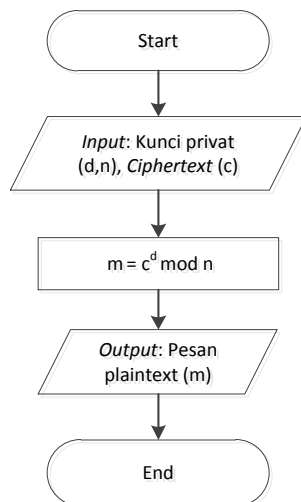 Start
Input: Kunci privat
(d,n), Ciphertext (c)
m = c^d mod n
Output: Pesan
plaintext (m)
End